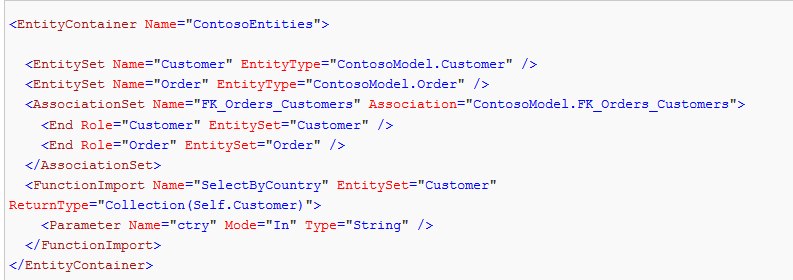 <EntityContainer Name="ContosoEntities">
<EntitySet Name="Customer" EntityType="ContosoModel.Customer" />
<EntitySet Name="Order" EntityType="ContosoModel.Order" />
<AssociationSet Name="FK_Orders_Customers" Association="ContosoModel.FK_Orders_Customers">
<End Role="Customer" EntitySet="Customer" />
<End Role="Order" EntitySet="Order" />
</AssociationSet>
<FunctionImport Name="SelectByCountry" EntitySet="Customer"
ReturnType="Collection(Self.Customer)">
<Parameter Name="ctry" Mode="In" Type="String" />
</FunctionImport>
</EntityContainer>